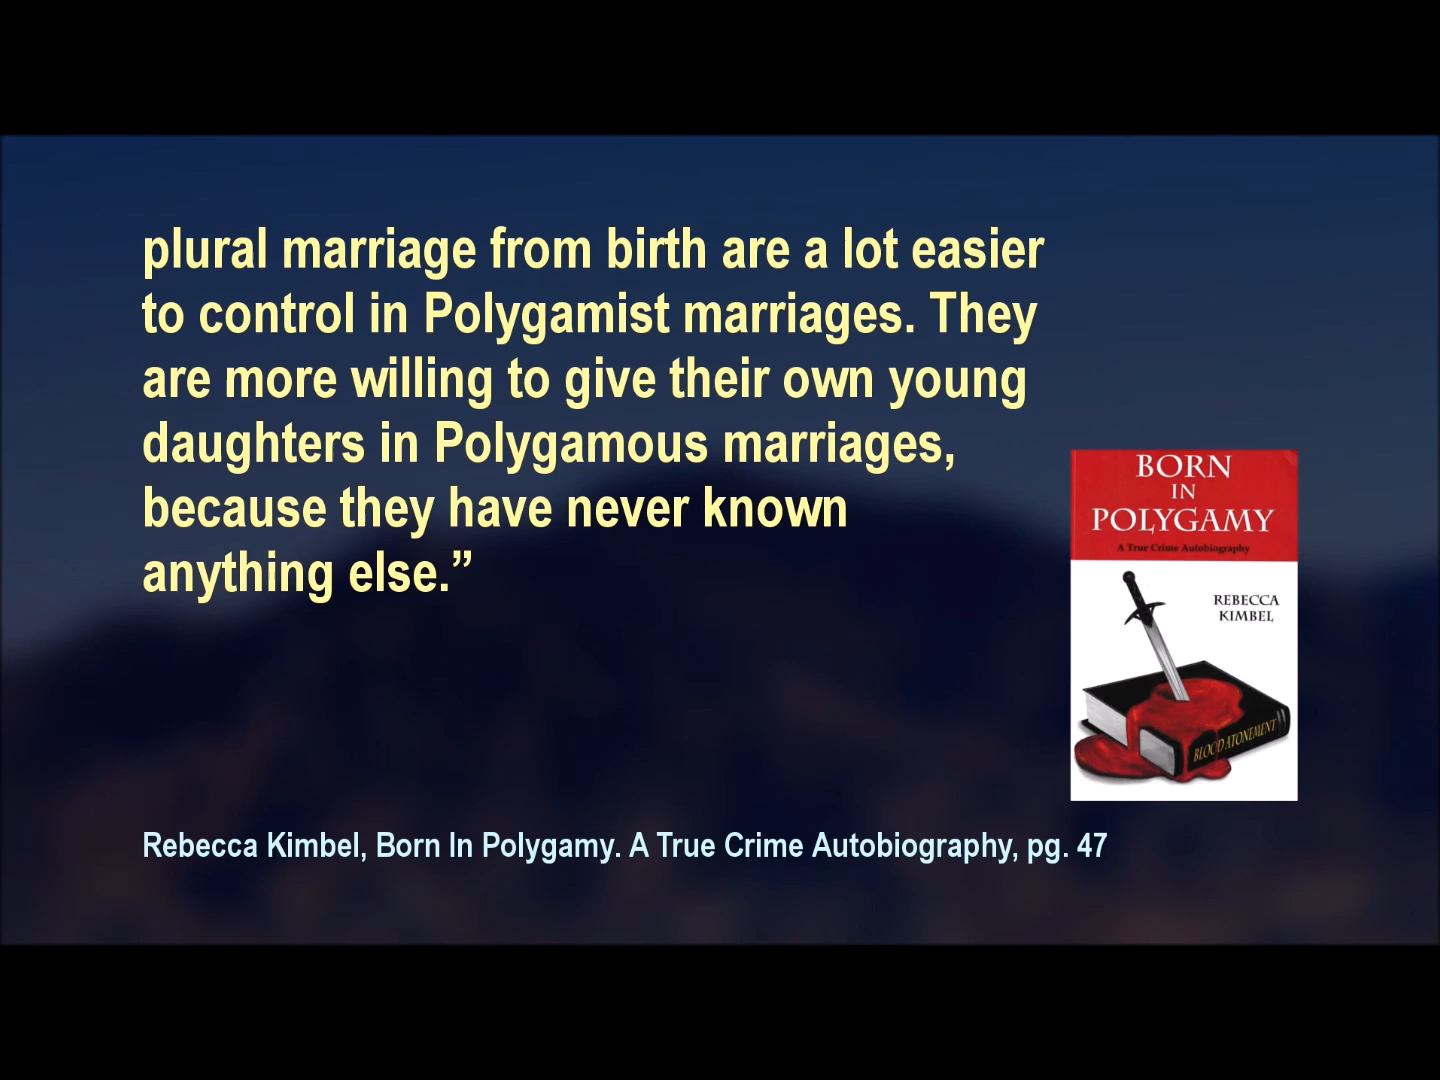 plural marriage from birth are a lot easier
to control in Polygamist marriages. They
are more willing to give their own young
daughters in Polygamous marriages,
because they have never known
anything else.”
BORN
IN
POLYGAMY
A True Crime Autobiography
REBECCA
KIMBEL
BLOOD ATONEMENT
Rebecca Kimbel, Born In Polygamy. A True Crime Autobiography, pg. 47